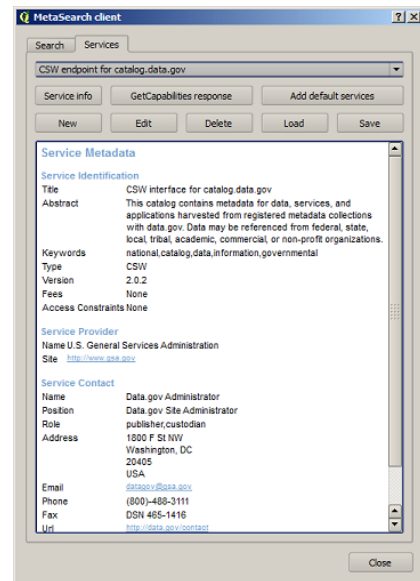 MetaSearch client
Search Services
CSW endpoint for catalog.data.gov
Service info GetCapabilities response Add default services
New Edit Delete Load Save
Service Metadata
Service Identification
Title CSW interface for catalog.data.gov
Abstract This catalog contains metadata for data, services, and
applications harvested from registered metadata collections
with data.gov. Data may be referenced from federal, state,
local, tribal, academic, commercial, or non-profit organizations.
Keywords national,catalog,data,information,governmental
Type CSW
Version 2.0.2
Fees None
Access Constraints None
Service Provider
Name U.S. General Services Administration
Site http://www.gsa.gov
Service Contact
Name Data.gov Administrator
Position Data.gov Site Administrator
Role publisher,custodian
Address 1800 F St NW
Washington, DC
20405
USA
Email datagov@gsa.gov
Phone (800)-488-3111
Fax DSN 465-1416
Url http://data.gov/contact
Close